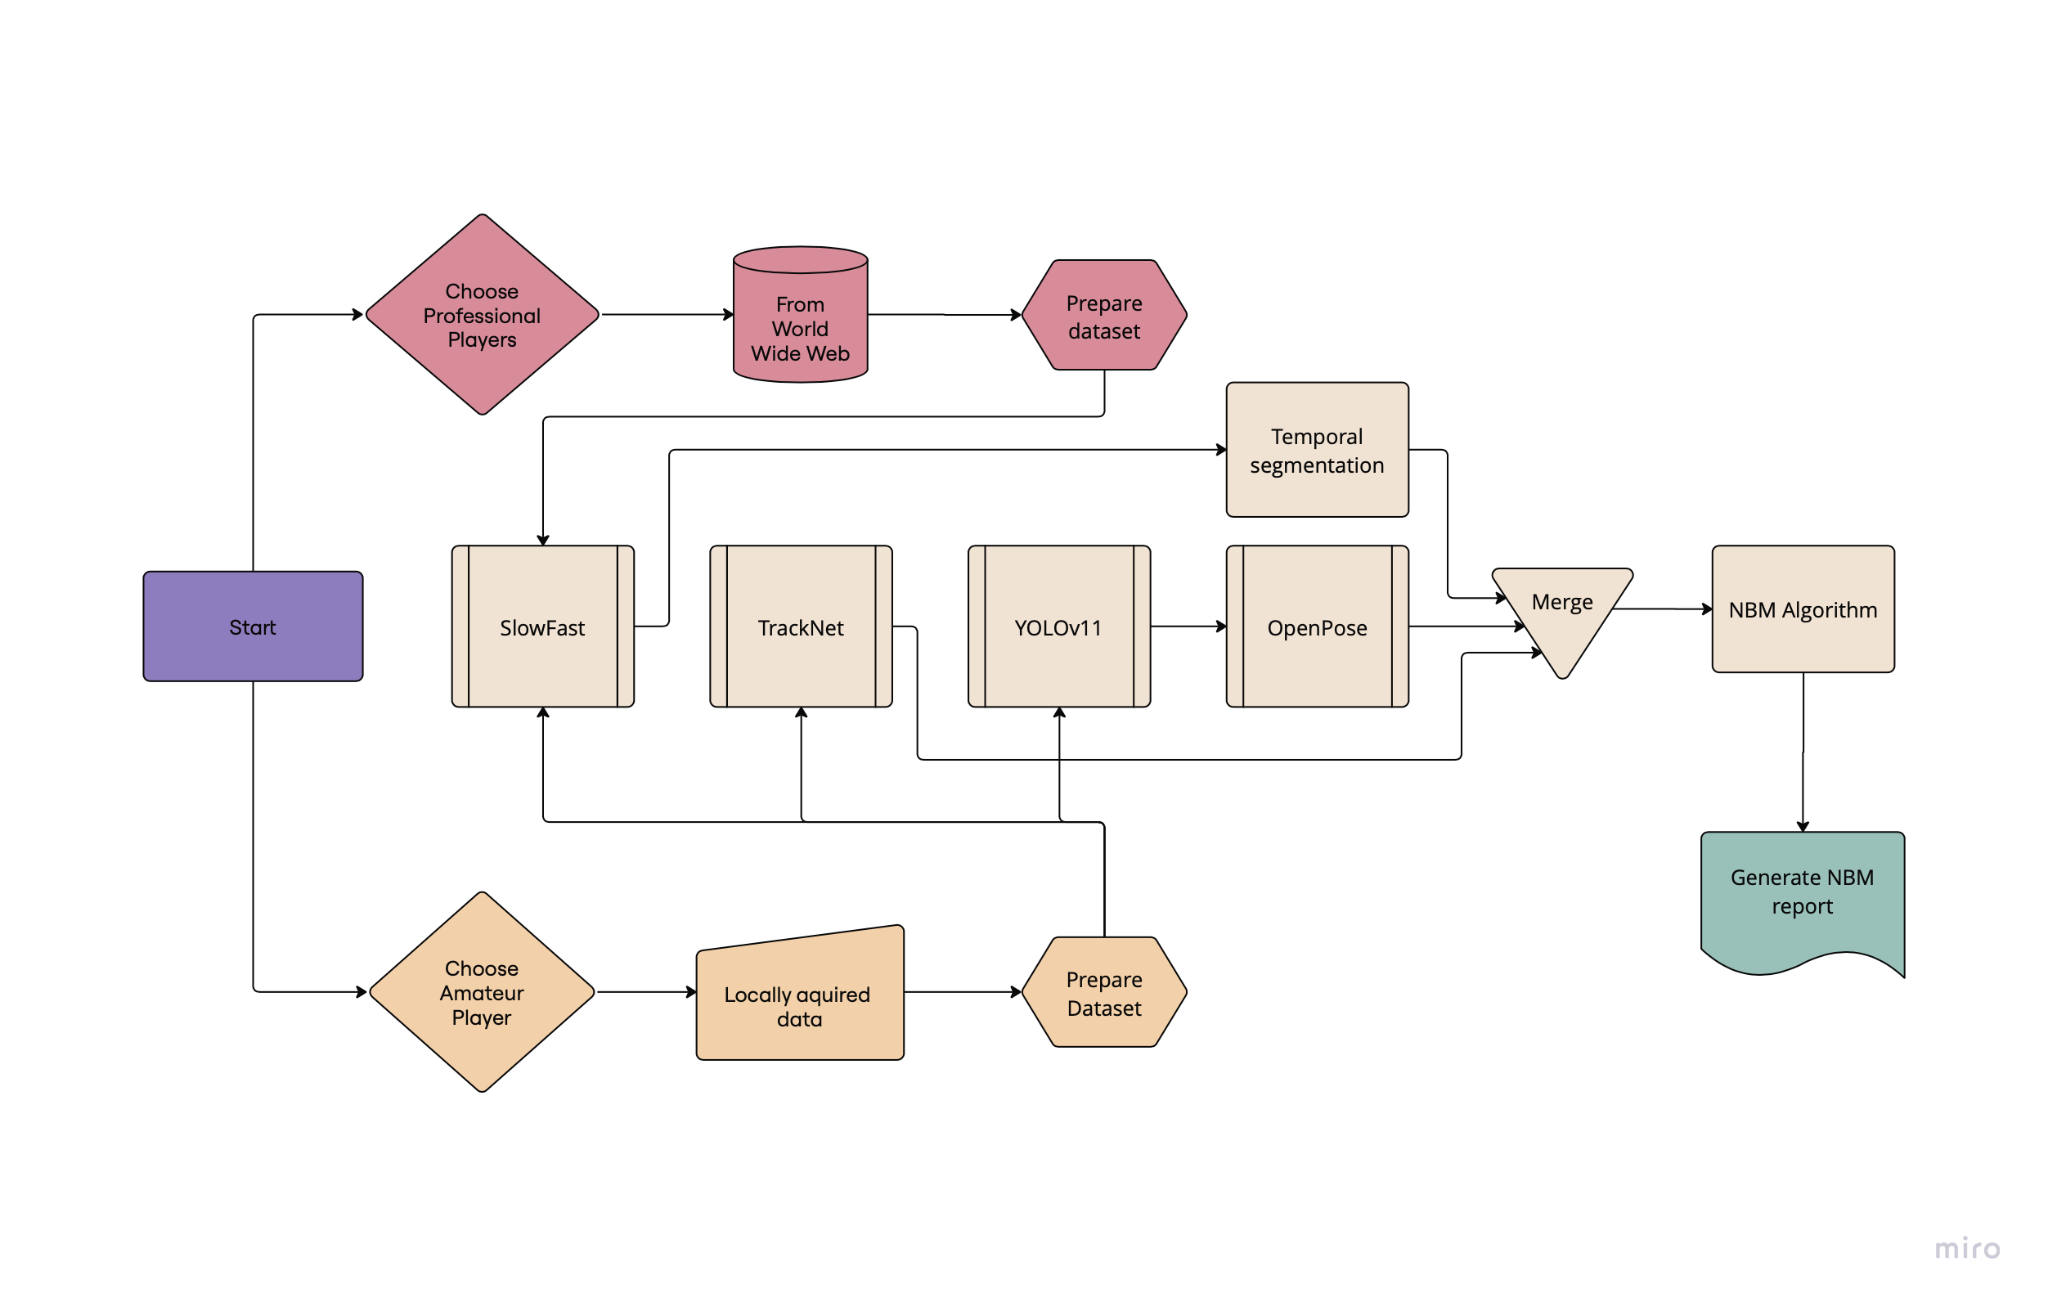 Choose
Professional
Players
From
World
Wide Web
Prepare
dataset
Temporal
segmentation
Start
SlowFast
TrackNet
YOLOv11
OpenPose
Merge
NBM Algorithm
Generate NBM
report
Choose
Amateur
Player
Locally aquired
data
Prepare
Dataset
miro